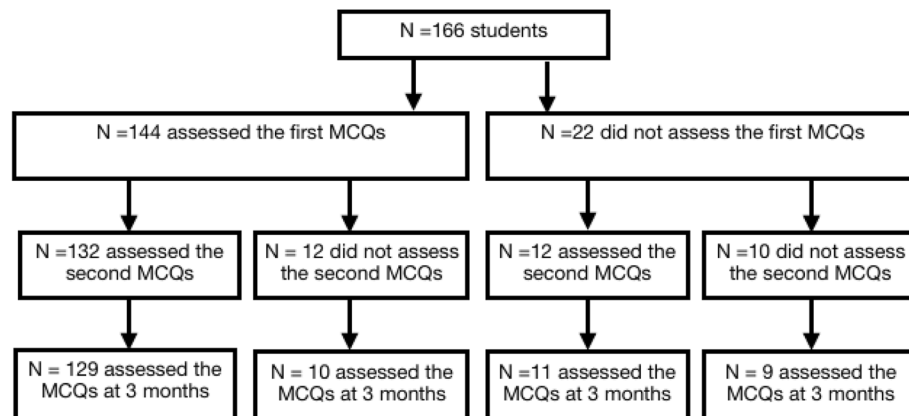 N =166 students
N =144 assessed the first MCQs
N =22 did not assess the first MCQs
N =132 assessed the
second MCQs
N = 12 did not assess
the second MCQs
N =12 assessed the
second MCQs
N =10 did not assess
the second MCQs
N = 129 assessed the
MCQs at 3 months
N = 10 assessed the
MCQs at 3 months
N =11 assessed the
MCQs at 3 months
N = 9 assessed the
MCQs at 3 months